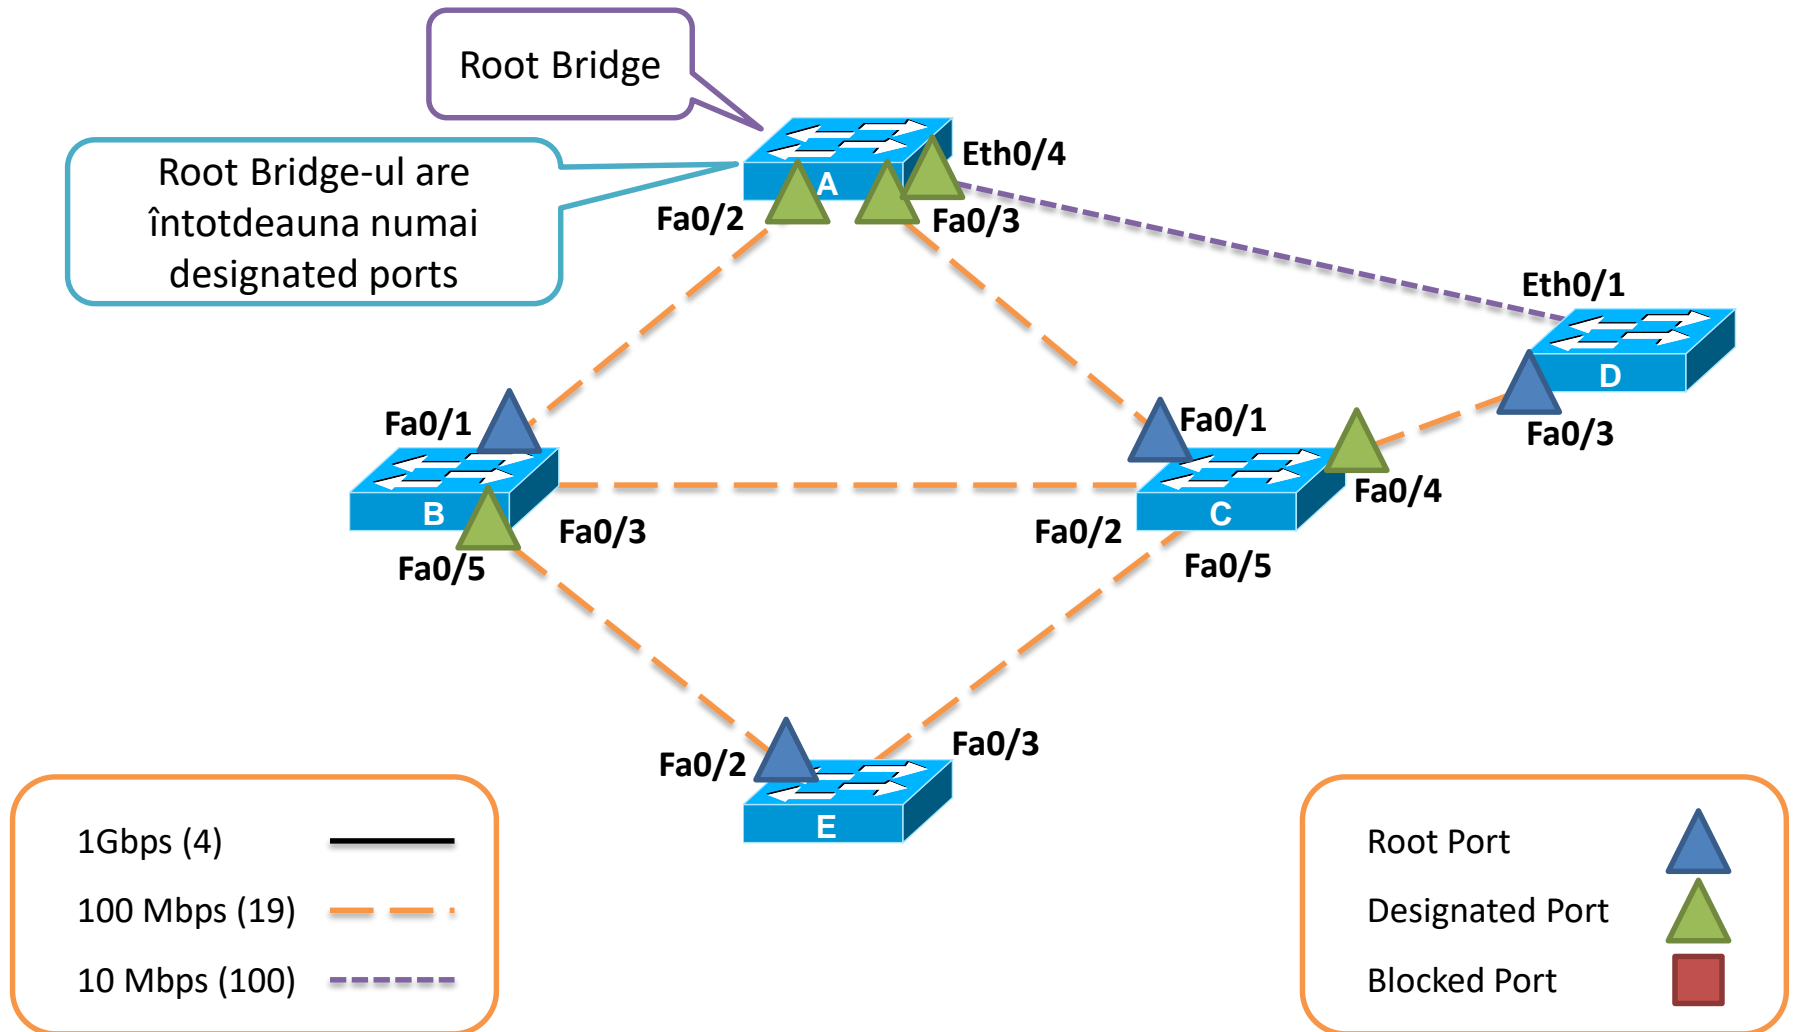 Root Bridge
Root Bridge-ul are
întotdeauna numai
designated ports
A
Eth0/4
Fa0/2
Fa0/3
Eth0/1
D
Fa0/3
Fa0/1
B
Fa0/3
Fa0/5
Fa0/1
Fa0/4
C
Fa0/2
Fa0/5
Fa0/2
Fa0/3
E
1Gbps (4)
100 Mbps (19)
10 Mbps (100)
Root Port
Designated Port
Blocked Port